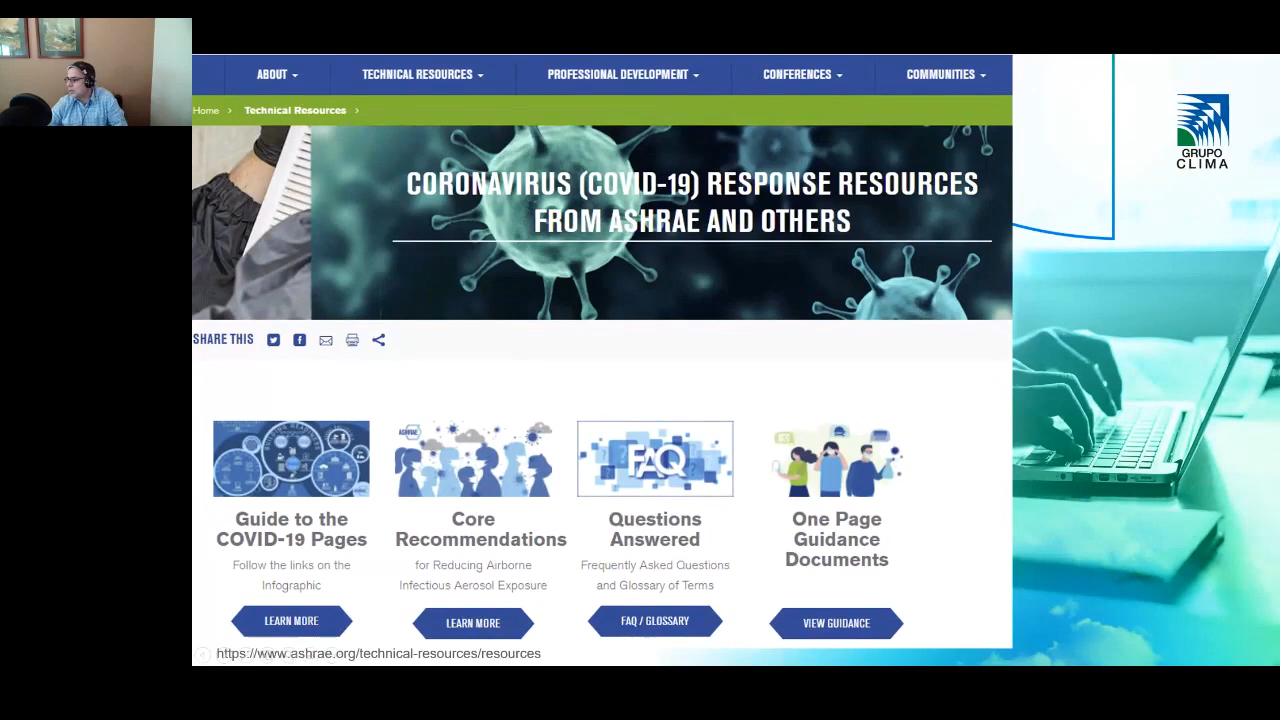 ABOUT
TECHNICAL RESOURCES
PROFESSIONAL DEVELOPMENT
CONFERENCES
COMMUNITIES
Home > Technical Resources >
CORONAVIRUS (COVID-19) RESPONSE RESOURCES
FROM ASHRAE AND OTHERS
GRUPO
CLIMA
SHARE THIS
ASHRAE
FAQ
Guide to the
COVID-19 Pages
Follow the links on the
Infographic
LEARN MORE
Core
Recommendations
for Reducing Airborne
Infectious Aerosol Exposure
LEARN MORE
Questions
Answered
Frequently Asked Questions
and Glossary of Terms
FAQ / GLOSSARY
One Page
Guidance
Documents
VIEW GUIDANCE
https://www.ashrae.org/technical-resources/resources